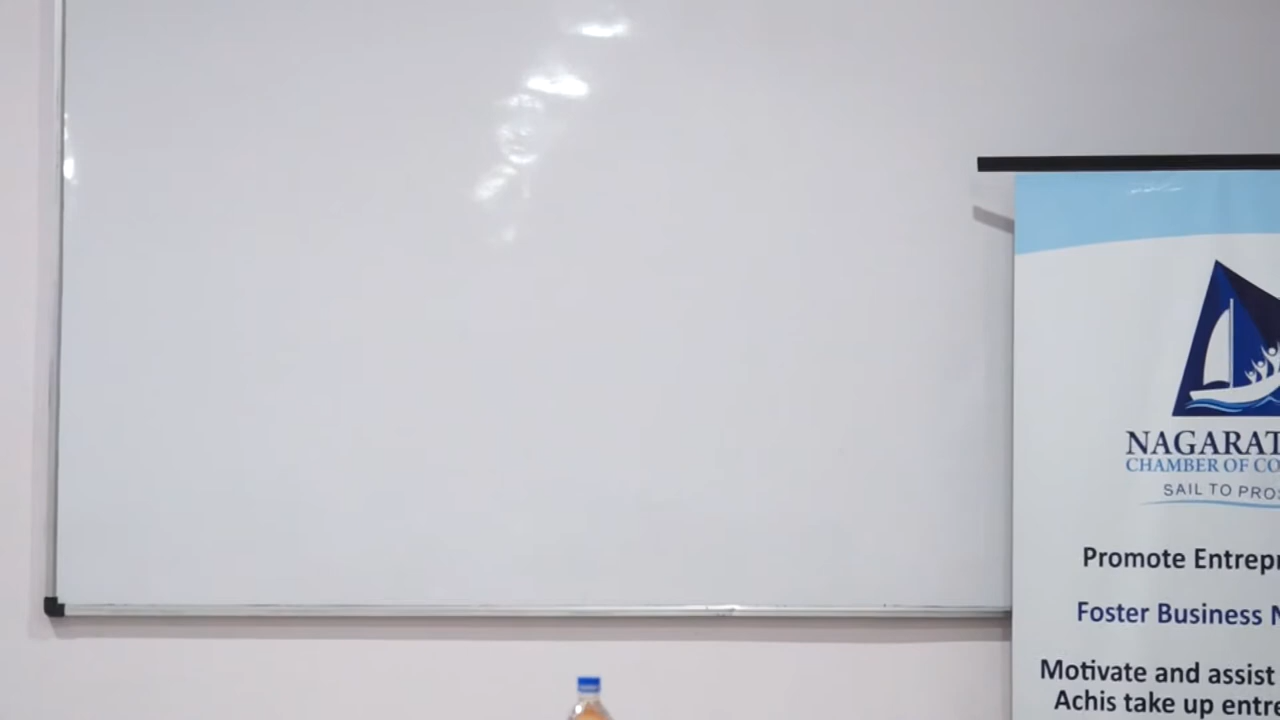 NAGARAT
CHAMBER OF CO
SAIL TO PROS
Promote Entrepr
Foster Business N
Motivate and assist
Achis take up entre